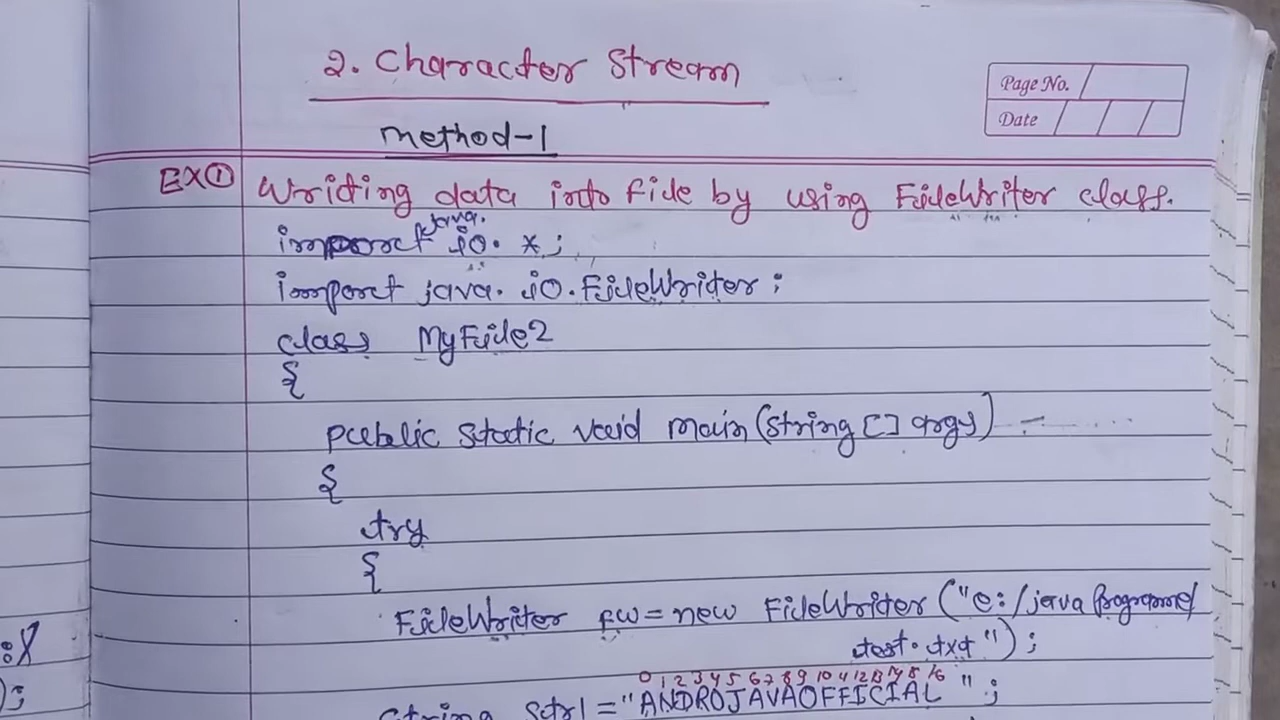 2. Character Stream
Page No.
Date
Method-1
EX① Writing data into file by using FileWriter class.
import java.io.*;
import java.io.FileWriter;
class MyFile2
{
public static void main(String[] args)
{
try
{
FileWriter fw=new FileWriter("e:/java Programme/
test.txt");
0 1 2 3 4 5 6 7 8 9 10 11 12 13 14 15 16
String str1="ANDROJAVAOFFICIAL";